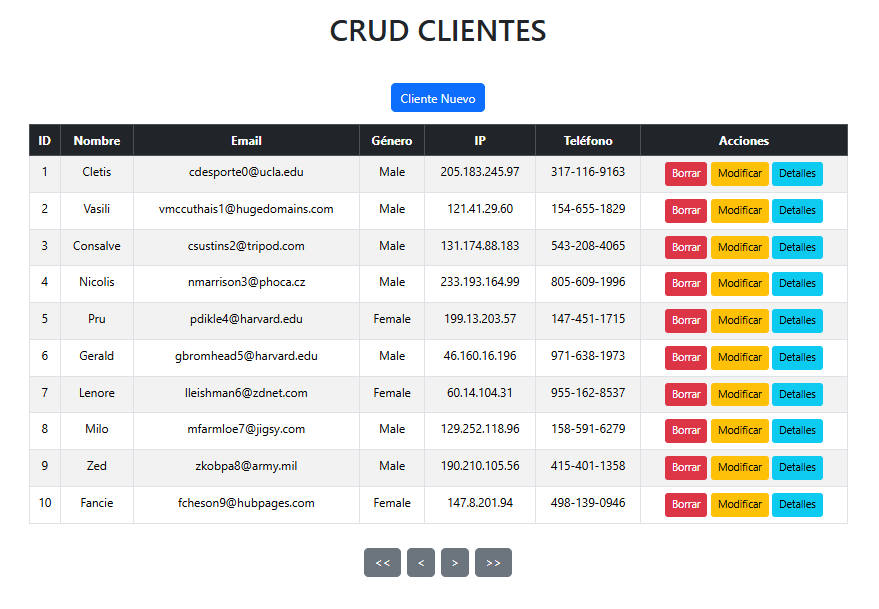 CRUD CLIENTES
Cliente Nuevo
ID Nombre Email Género IP Teléfono Acciones
1 Cletis cdesporte0@ucla.edu Male 205.183.245.97 317-116-9163 Borrar Modificar Detalles
2 Vasili vmccuthais1@hugedomains.com Male 121.41.29.60 154-655-1829 Borrar Modificar Detalles
3 Consalve csustins2@tripod.com Male 131.174.88.183 543-208-4065 Borrar Modificar Detalles
4 Nicolis nmarrison3@phoca.cz Male 233.193.164.99 805-609-1996 Borrar Modificar Detalles
5 Pru pdikle4@harvard.edu Female 199.13.203.57 147-451-1715 Borrar Modificar Detalles
6 Gerald gbromhead5@harvard.edu Male 46.160.16.196 971-638-1973 Borrar Modificar Detalles
7 Lenore lleishman6@zdnet.com Female 60.14.104.31 955-162-8537 Borrar Modificar Detalles
8 Milo mfarmloe7@jigsy.com Male 129.252.118.96 158-591-6279 Borrar Modificar Detalles
9 Zed zkobpa8@army.mil Male 190.210.105.56 415-401-1358 Borrar Modificar Detalles
10 Fancie fcheson9@hubpages.com Female 147.8.201.94 498-139-0946 Borrar Modificar Detalles
<< < > >>